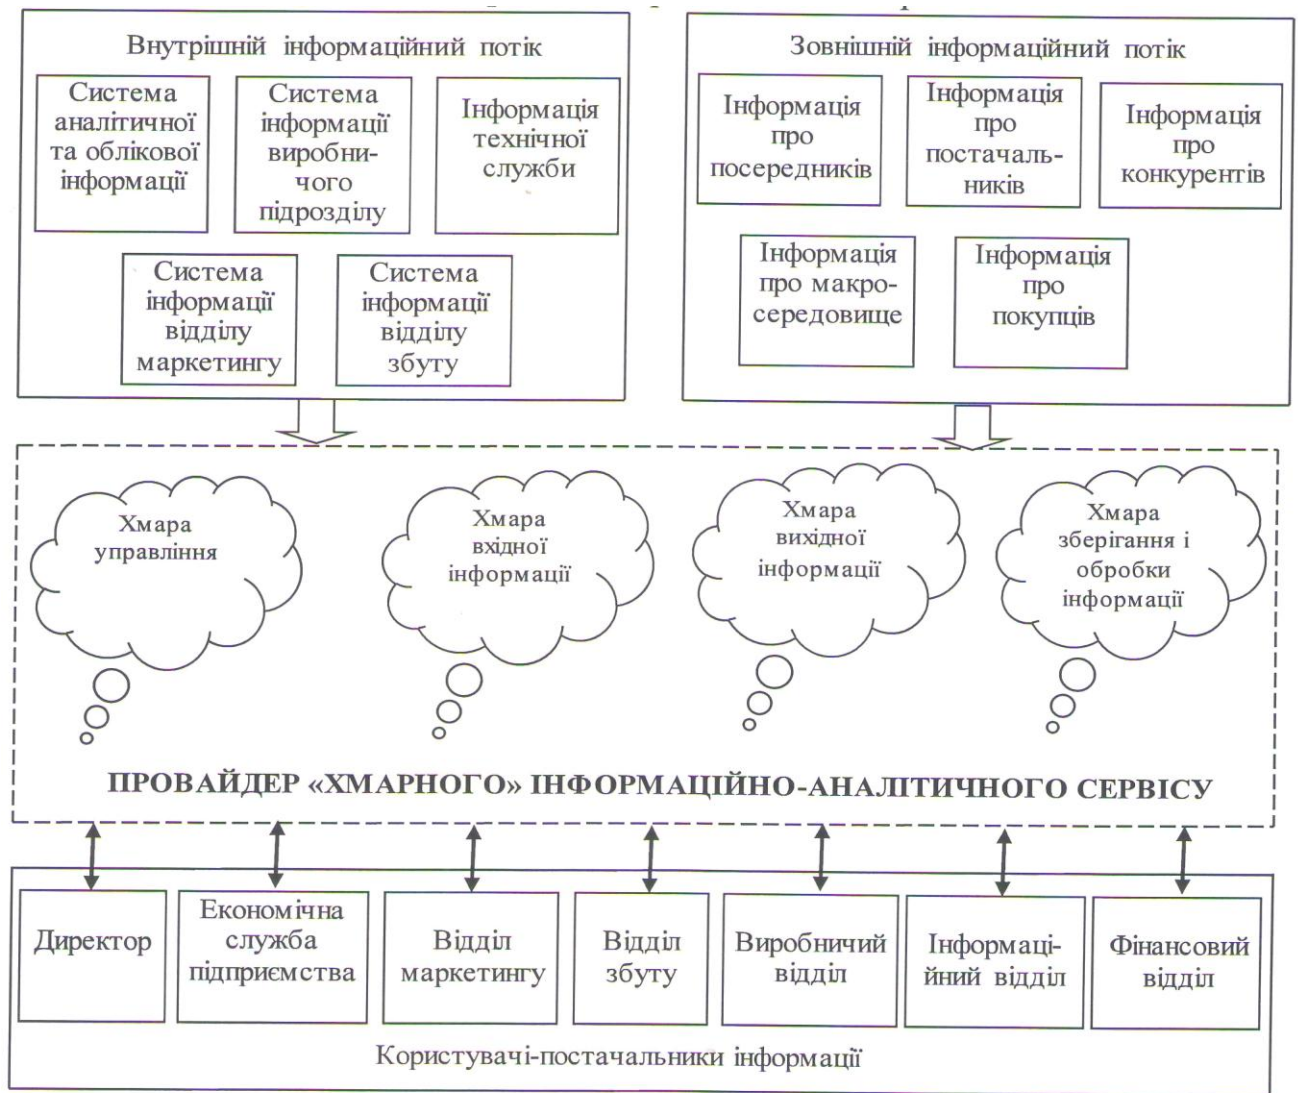 Внутрішній інформаційний потік
Система
аналітичної
та облікової
інформації
Система
інформації
виробни-
чого
підрозділу
Інформація
технічної
служби
Система
інформації
відділу
маркетингу
Система
інформації
відділу
збуту
Зовнішній інформаційний потік
Інформація
про
посередників
Інформація
про
постачаль-
ників
Інформація
про
конкурентів
Інформація
про макро-
середовище
Інформація
про
покупців
Хмара
управління
Хмара
вхідної
інформації
Хмара
вихідної
інформації
Хмара
зберігання і
обробки
інформації
ПРОВАЙДЕР «ХМАРНОГО» ІНФОРМАЦІЙНО-АНАЛІТИЧНОГО СЕРВІСУ
Директор
Економічна
служба
підприємства
Відділ
маркетингу
Відділ
збуту
Виробничий
відділ
Інформаці-
йний відділ
Фінансовий
відділ
Користувачі-постачальники інформації